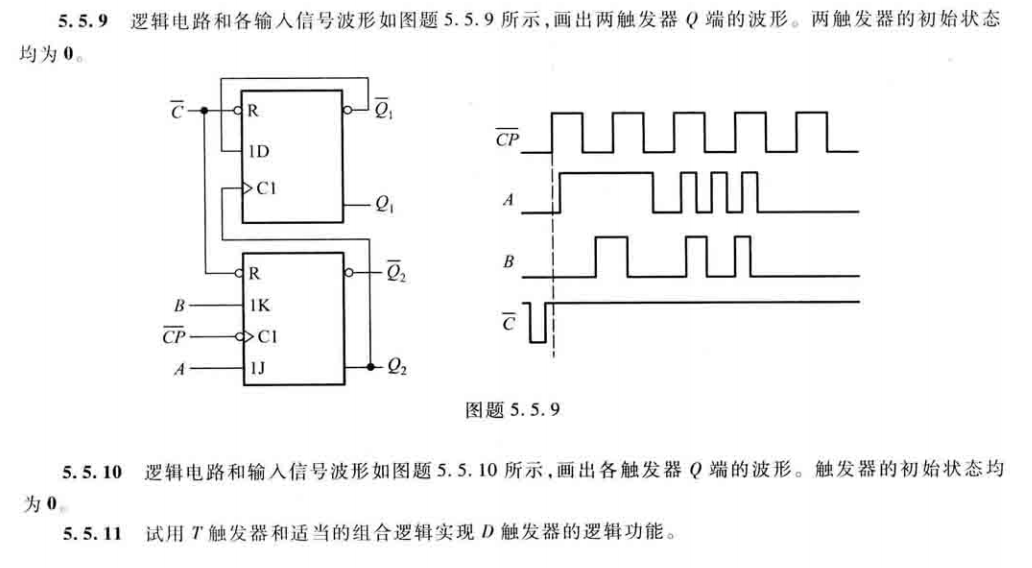 5.5.9 逻辑电路和各输入信号波形如图题 5.5.9 所示,画出两触发器 Q 端的波形。两触发器的初始状态
均为 0。
C̅
R
Q̅₁
1D
C1
Q₁
R
Q̅₂
B
1K
C̅P̅
C1
A
1J
Q₂
C̅P̅
A
B
C̅
图题 5.5.9
5.5.10 逻辑电路和输入信号波形如图题 5.5.10 所示,画出各触发器 Q 端的波形。触发器的初始状态均
为 0。
5.5.11 试用 T 触发器和适当的组合逻辑实现 D 触发器的逻辑功能。